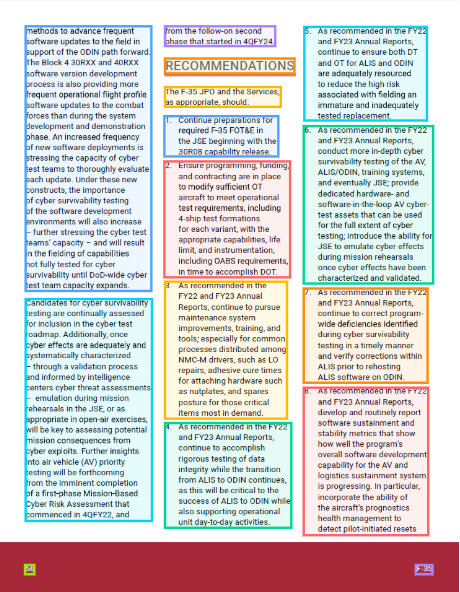 methods to advance frequent
software updates to the field in
support of the ODIN path forward.
The Block 4 30RXX and 40RXX
software version development
process is also providing more
frequent operational flight profile
software updates to the combat
forces than during the system
development and demonstration
phase. An increased frequency
of new software deployments is
stressing the capacity of cyber
test teams to thoroughly evaluate
each update. Under these new
constructs, the importance
of cyber survivability testing
of the software development
environments will also increase
– further stressing the cyber test
teams' capacity – and will result
in the fielding of capabilities
not fully tested for cyber
survivability until DoD-wide cyber
test team capacity expands.
Candidates for cyber survivability
testing are continually assessed
for inclusion in the cyber test
roadmap. Additionally, once
cyber effects are adequately and
systematically characterized
– through a validation process
and informed by intelligence
centers cyber threat assessments
– emulation during mission
rehearsals in the JSE, or as
appropriate in open-air exercises,
will be key to assessing potential
mission consequences from
cyber exploits. Further insights
into air vehicle (AV) priority
testing will be forthcoming
from the imminent completion
of a first-phase Mission-Based
Cyber Risk Assessment that
commenced in 4QFY22, and
from the follow-on second
phase that started in 4QFY24.
RECOMMENDATIONS
The F-35 JPO and the Services,
as appropriate, should:
1. Continue preparations for
required F-35 FOT&E in
the JSE beginning with the
30R08 capability release.
2. Ensure programming, funding,
and contracting are in place
to modify sufficient OT
aircraft to meet operational
test requirements, including
4-ship test formations
for each variant, with the
appropriate capabilities, life
limit, and instrumentation,
including OABS requirements,
in time to accomplish DOT.
3. As recommended in the
FY22 and FY23 Annual
Reports, continue to pursue
maintenance system
improvements, training, and
tools; especially for common
processes distributed among
NMC-M drivers, such as LO
repairs, adhesive cure times
for attaching hardware such
as nutplates, and spares
posture for those critical
items most in demand.
4. As recommended in the FY22
and FY23 Annual Reports,
continue to accomplish
rigorous testing of data
integrity while the transition
from ALIS to ODIN continues,
as this will be critical to the
success of ALIS to ODIN while
also supporting operational
unit day-to-day activities.
5. As recommended in the FY22
and FY23 Annual Reports,
continue to ensure both DT
and OT for ALIS and ODIN
are adequately resourced
to reduce the high risk
associated with fielding an
immature and inadequately
tested replacement.
6. As recommended in the FY22
and FY23 Annual Reports,
conduct more in-depth cyber
survivability testing of the AV,
ALIS/ODIN, training systems,
and eventually JSE; provide
dedicated hardware- and
software-in-the-loop AV cyber-
test assets that can be used
for the full extent of cyber
testing; introduce the ability for
JSE to emulate cyber effects
during mission rehearsals
once cyber effects have been
characterized and validated.
7. As recommended in the FY22
and FY23 Annual Reports,
continue to correct program-
wide deficiencies identified
during cyber survivability
testing in a timely manner
and verify corrections within
ALIS prior to rehosting
ALIS software on ODIN.
8. As recommended in the FY22
and FY23 Annual Reports,
develop and routinely report
software sustainment and
stability metrics that show
how well the program's
overall software development
capability for the AV and
logistics sustainment system
is progressing. In particular,
incorporate the ability of
the aircraft's prognostics
health management to
detect pilot-initiated resets
F-35